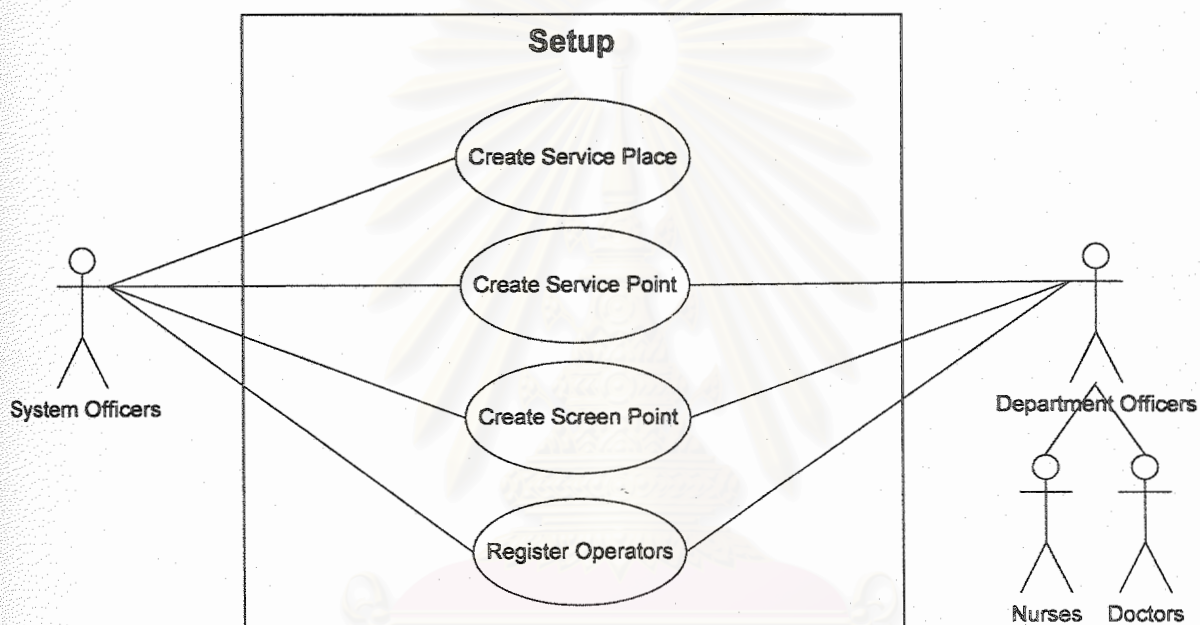 Setup
Create Service Place
Create Service Point
Create Screen Point
Register Operators
System Officers
Department Officers
Nurses Doctors